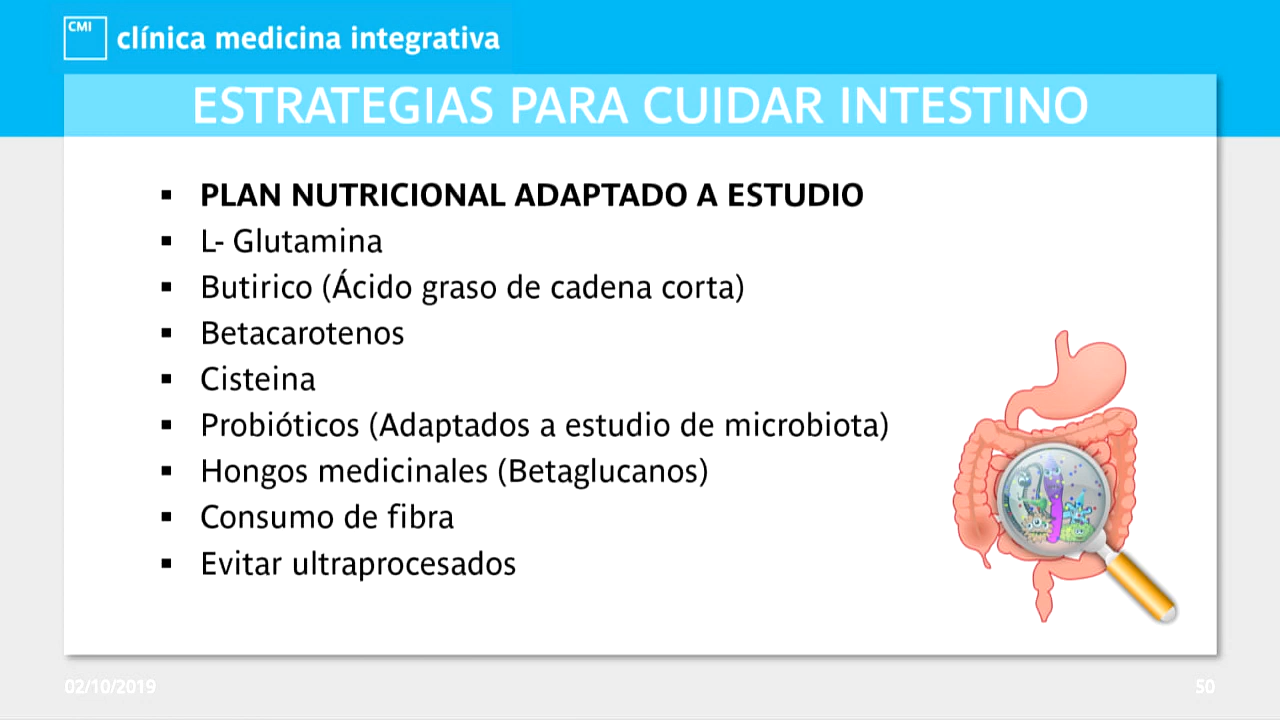 CMI
clínica medicina integrativa
ESTRATEGIAS PARA CUIDAR INTESTINO
▪ PLAN NUTRICIONAL ADAPTADO A ESTUDIO
▪ L- Glutamina
▪ Butirico (Ácido graso de cadena corta)
▪ Betacarotenos
▪ Cisteina
▪ Probióticos (Adaptados a estudio de microbiota)
▪ Hongos medicinales (Betaglucanos)
▪ Consumo de fibra
▪ Evitar ultraprocesados
02/10/2019
50